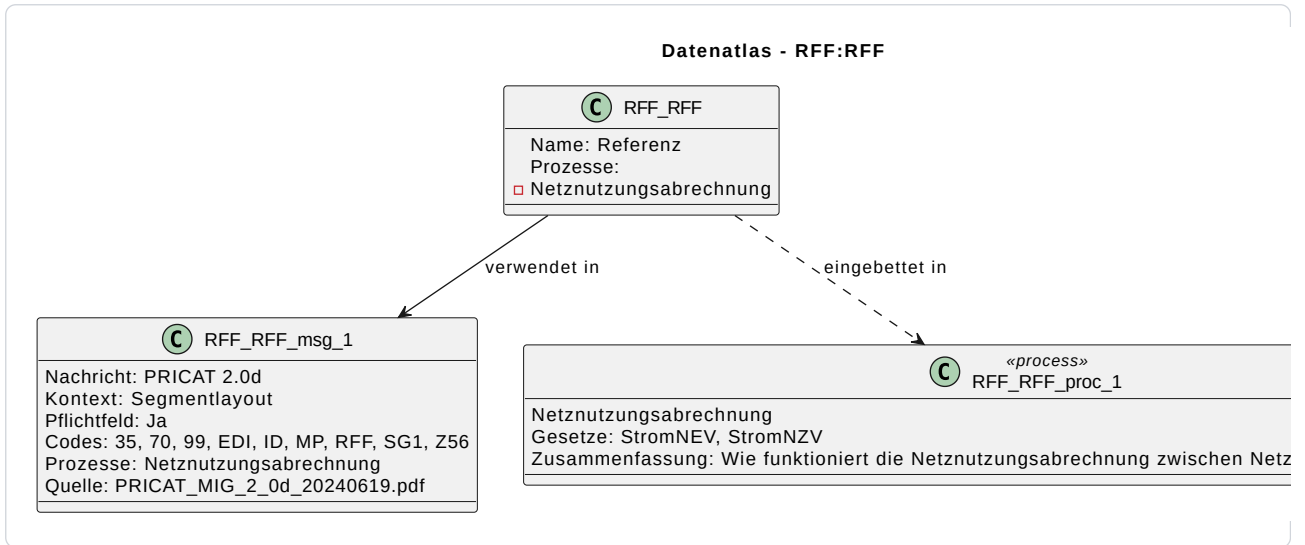 Datenatlas - RFF:RFF
C RFF_RFF
Name: Referenz
Prozesse:
Netznutzungsabrechnung
verwendet in
eingebettet in
C RFF_RFF_msg_1
Nachricht: PRICAT 2.0d
Kontext: Segmentlayout
Pflichtfeld: Ja
Codes: 35, 70, 99, EDI, ID, MP, RFF, SG1, Z56
Prozesse: Netznutzungsabrechnung
Quelle: PRICAT_MIG_2_0d_20240619.pdf
«process»
C RFF_RFF_proc_1
Netznutzungsabrechnung
Gesetze: StromNEV, StromNZV
Zusammenfassung: Wie funktioniert die Netznutzungsabrechnung zwischen Netz